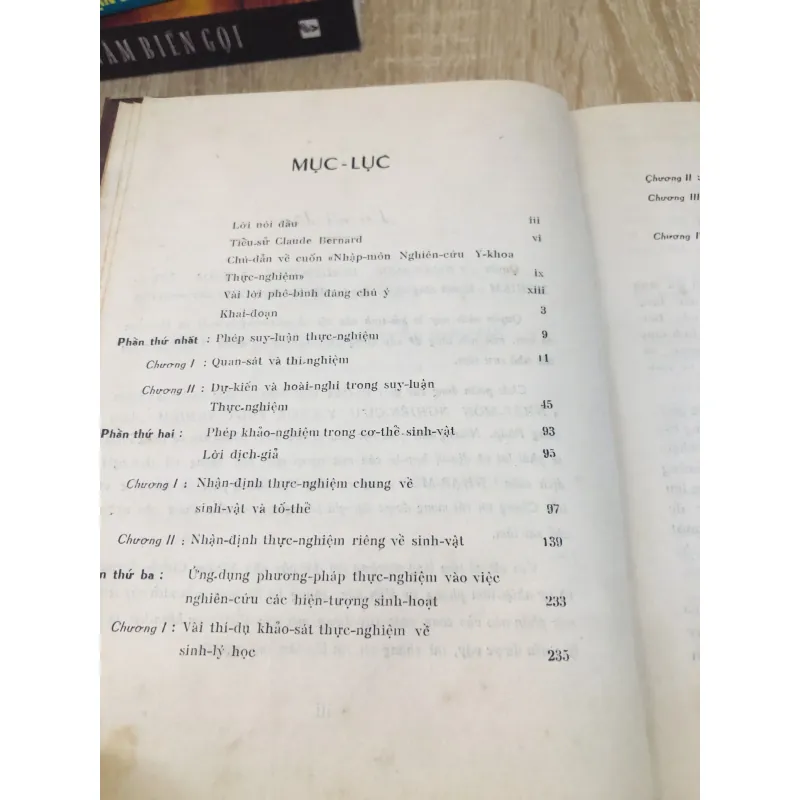 BIÊN GỌI
MỤC-LỤC
Lời nói đầu iii
Tiểu-sử Claude Bernard vi
Chú-dẫn về cuốn «Nhập-môn Nghiên-cứu Y-khoa
Thực-nghiệm» ix
Vài lời phê-bình đáng chú ý xiii
Khai-đoạn 3
Phần thứ nhất : Phép suy-luận thực-nghiệm 9
Chương I : Quan-sát và thí-nghiệm 11
Chương II : Dự-kiến và hoài-nghi trong suy-luận
Thực-nghiệm 45
Phần thứ hai : Phép khảo-nghiệm trong cơ-thể sinh-vật 93
Lời dịch-giả 95
Chương I : Nhận-định thực-nghiệm chung về
sinh-vật và tố-thể 97
Chương II : Nhận-định thực-nghiệm riêng về sinh-vật 139
n thứ ba : Ứng-dụng phương-pháp thực-nghiệm vào việc
nghiên-cứu các hiện-tượng sinh-hoạt 233
Chương I : Vài thí-dụ khảo-sát thực-nghiệm về
sinh-lý học 235
Chương II :
Chương III
Chương I